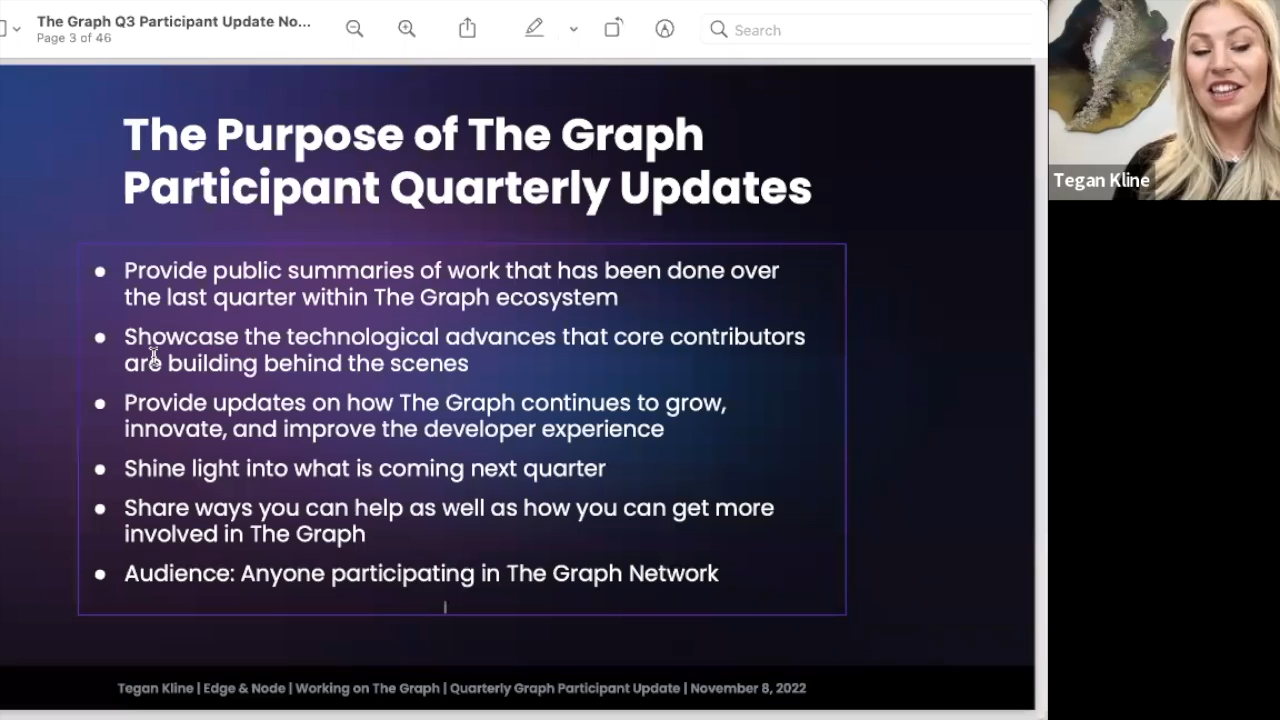 The Graph Q3 Participant Update No...
Page 3 of 46
Search
The Purpose of The Graph
Participant Quarterly Updates
● Provide public summaries of work that has been done over
the last quarter within The Graph ecosystem
● Showcase the technological advances that core contributors
are building behind the scenes
● Provide updates on how The Graph continues to grow,
innovate, and improve the developer experience
● Shine light into what is coming next quarter
● Share ways you can help as well as how you can get more
involved in The Graph
● Audience: Anyone participating in The Graph Network
Tegan Kline | Edge & Node | Working on The Graph | Quarterly Graph Participant Update | November 8, 2022
Tegan Kline